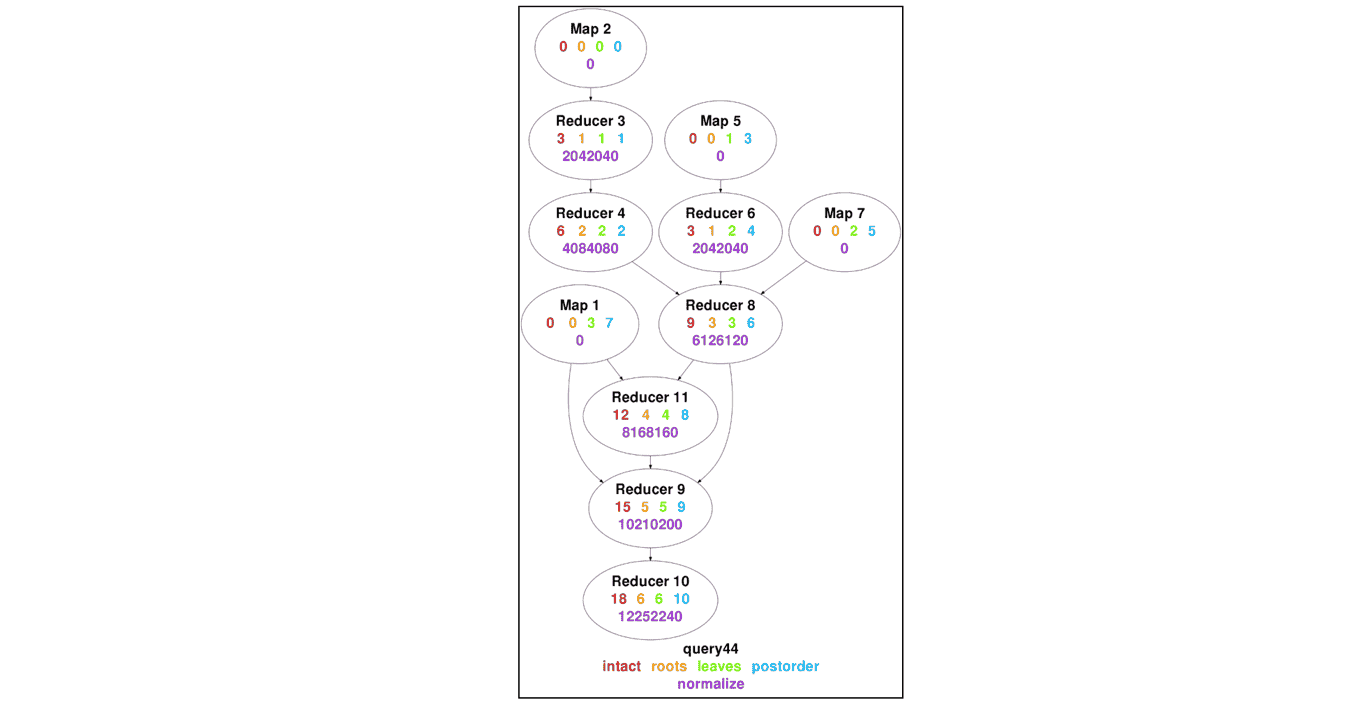 Map 2
0 0 0 0
0
Reducer 3
3 1 1 1
2042040
Map 5
0 0 1 3
0
Reducer 4
6 2 2 2
4084080
Reducer 6
3 1 2 4
2042040
Map 7
0 0 2 5
0
Map 1
0 0 3 7
0
Reducer 8
9 3 3 6
6126120
Reducer 11
12 4 4 8
8168160
Reducer 9
15 5 5 9
10210200
Reducer 10
18 6 6 10
12252240
query44
intact roots leaves postorder
normalize